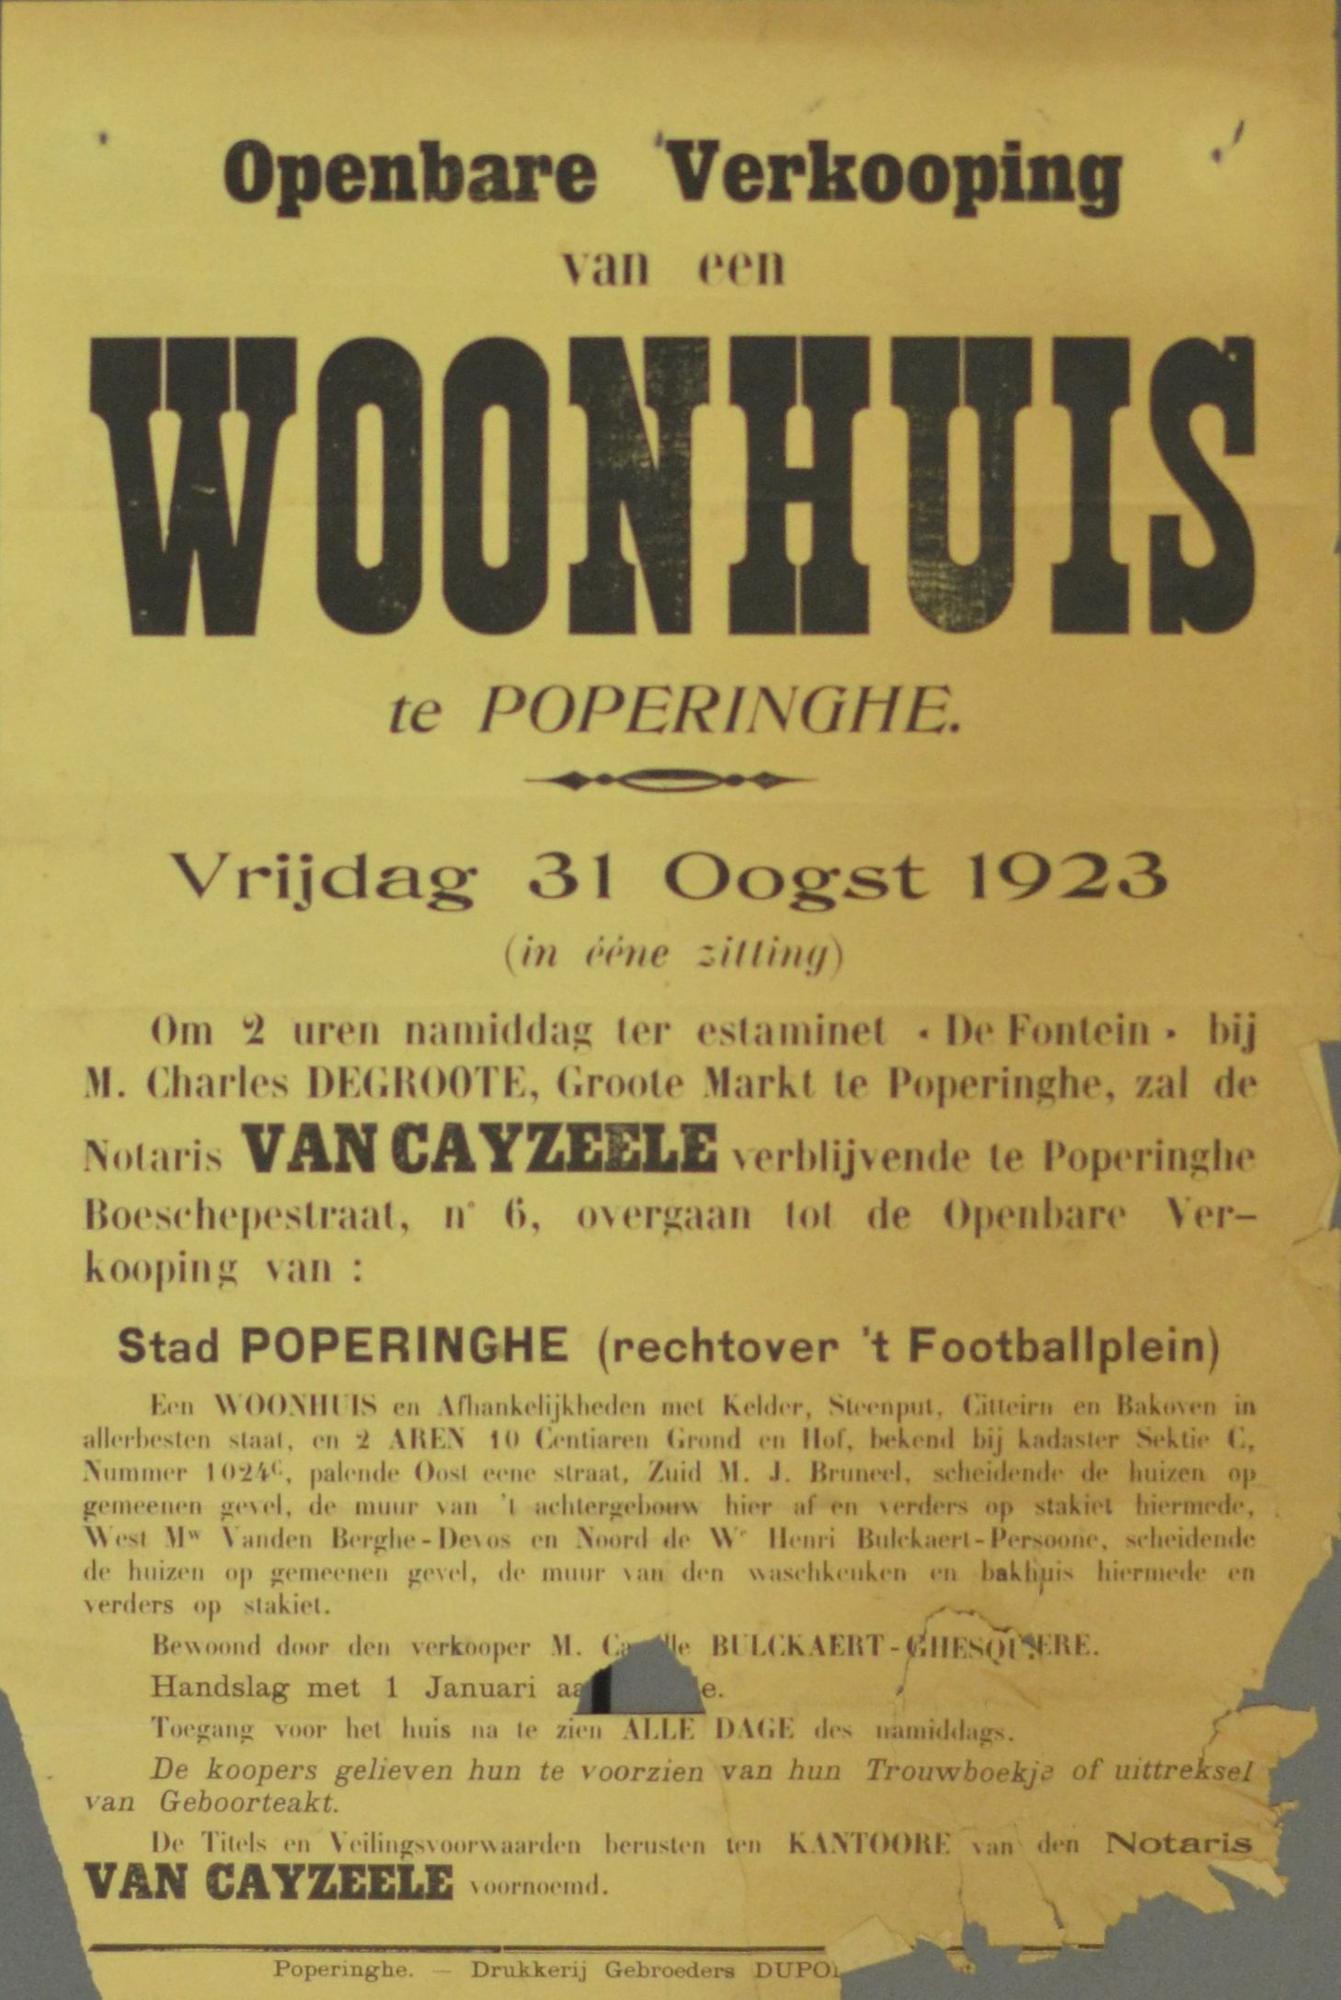 Openbare Verkooping
van een
WOONHUIS
te POPERINGHE.
Vrijdag 31 Oogst 1923
(in ééne zitting)
Om 2 uren namiddag ter estaminet « De Fontein » bij
M. Charles DEGROOTE, Groote Markt te Poperinghe, zal de
Notaris VAN CAYZEELE verblijvende te Poperinghe
Boeschepestraat, n° 6, overgaan tot de Openbare Ver-
kooping van :
Stad POPERINGHE (rechtover 't Footballplein)
Een WOONHUIS en Afhankelijkheden met Kelder, Steenput, Citteirn en Bakoven in
allerbesten staat, en 2 AREN 10 Centiaren Grond en Hof, bekend bij kadaster Sektie C,
Nummer 1024ᶜ, palende Oost eene straat, Zuid M. J. Bruneel, scheidende de huizen op
gemeenen gevel, de muur van 't achtergebouw hier af en verders op stakiet hiermede,
West Mʷ Vanden Berghe-Devos en Noord de Wᵉ Henri Bulckaert-Persoone, scheidende
de huizen op gemeenen gevel, de muur van den waschkeuken en bakhuis hiermede en
verders op stakiet.
Bewoond door den verkooper M. BULCKAERT-GHESQUIERE.
Handslag met 1 Januari
Toegang voor het huis na te zien ALLE DAGE des namiddags.
De koopers gelieven hun te voorzien van hun Trouwboekje of uittreksel
van Geboorteakt.
De Titels en Veilingsvoorwaarden berusten ten KANTOORE van den Notaris
VAN CAYZEELE voornoemd.
Poperinghe. — Drukkerij Gebroeders